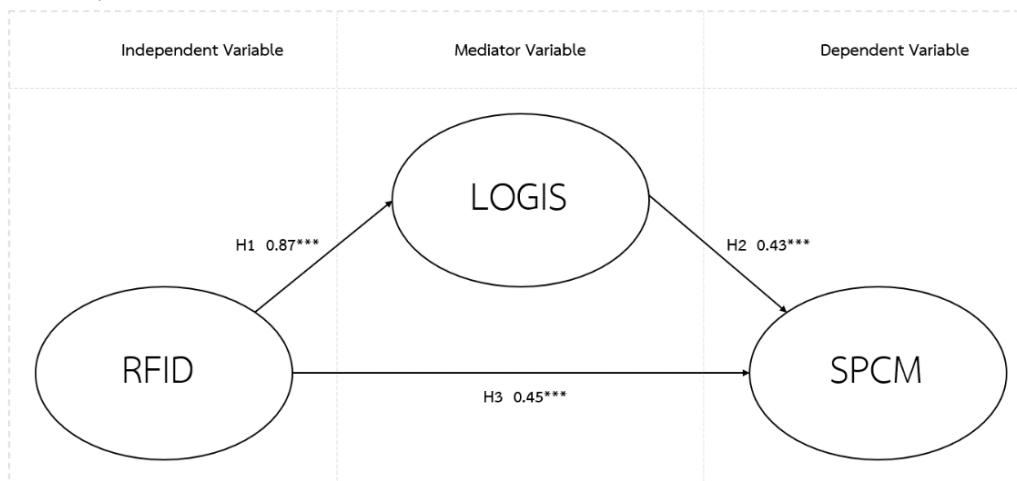 Independent Variable
Mediator Variable
Dependent Variable
LOGIS
H1 0.87***
H2 0.43***
RFID
SPCM
H3 0.45***